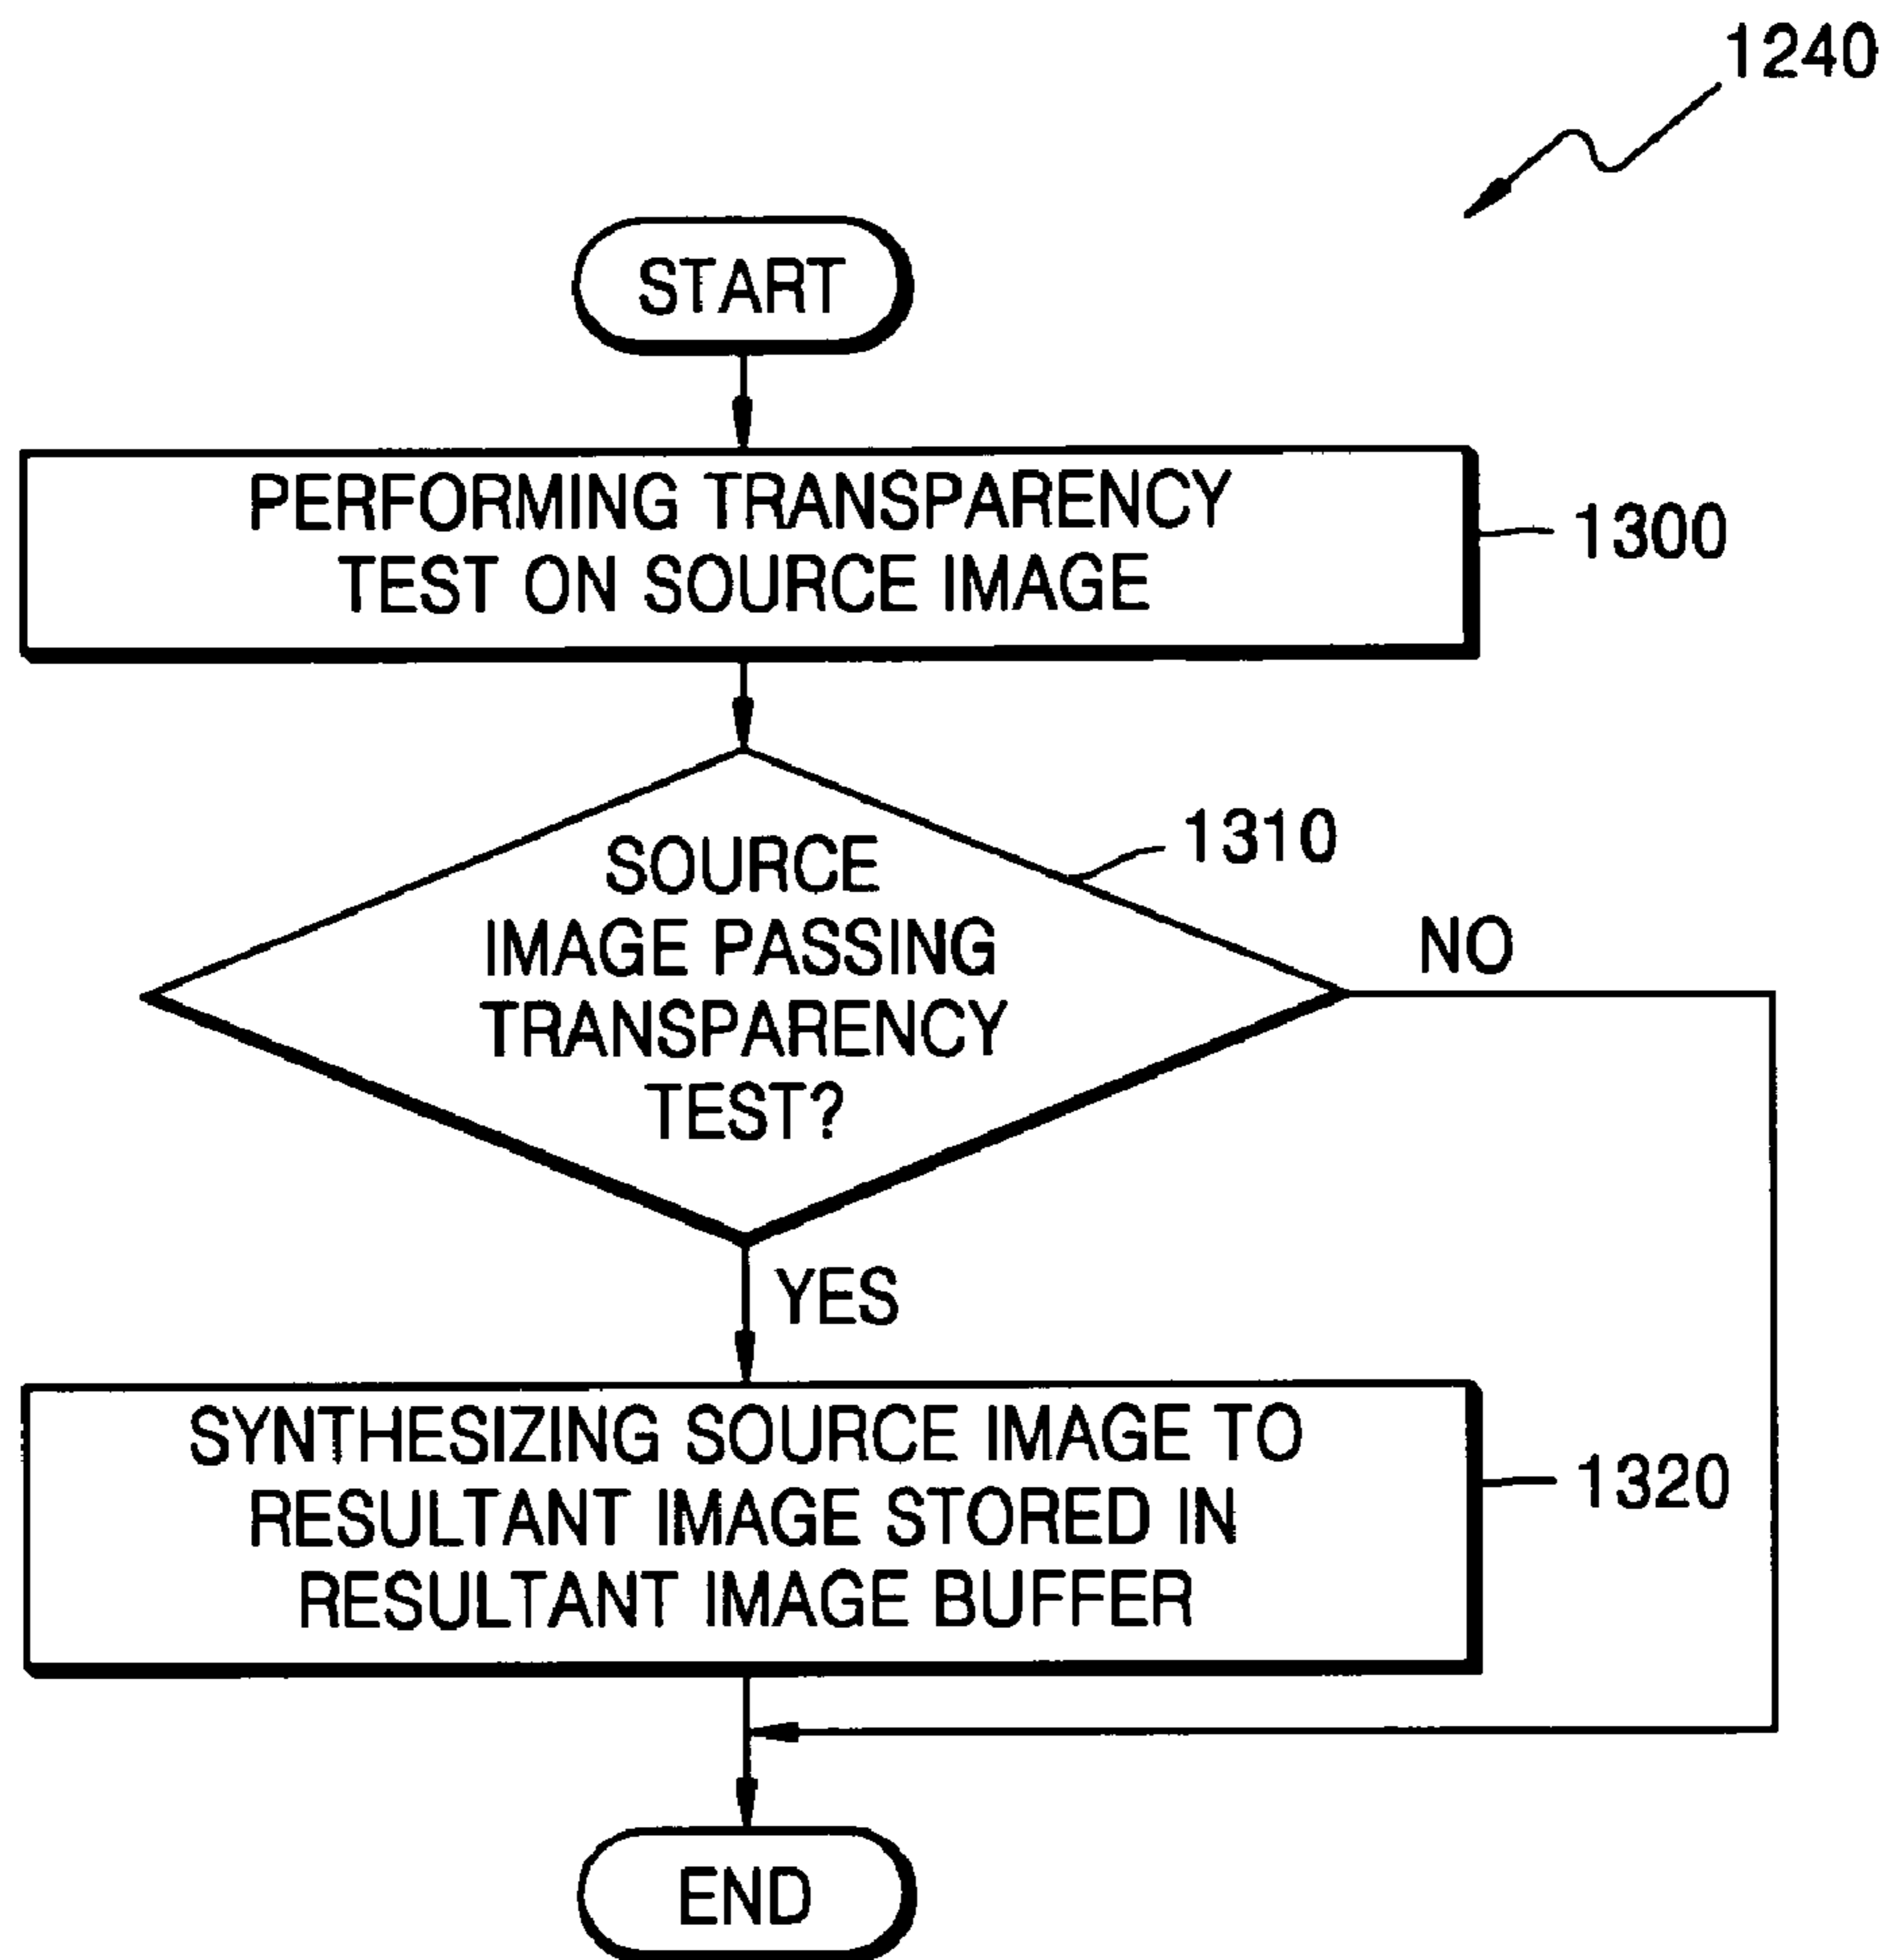 1240
START
PERFORMING TRANSPARENCY
TEST ON SOURCE IMAGE
1300
SOURCE
IMAGE PASSING
TRANSPARENCY
TEST?
1310
NO
YES
SYNTHESIZING SOURCE IMAGE TO
RESULTANT IMAGE STORED IN
RESULTANT IMAGE BUFFER
1320
END